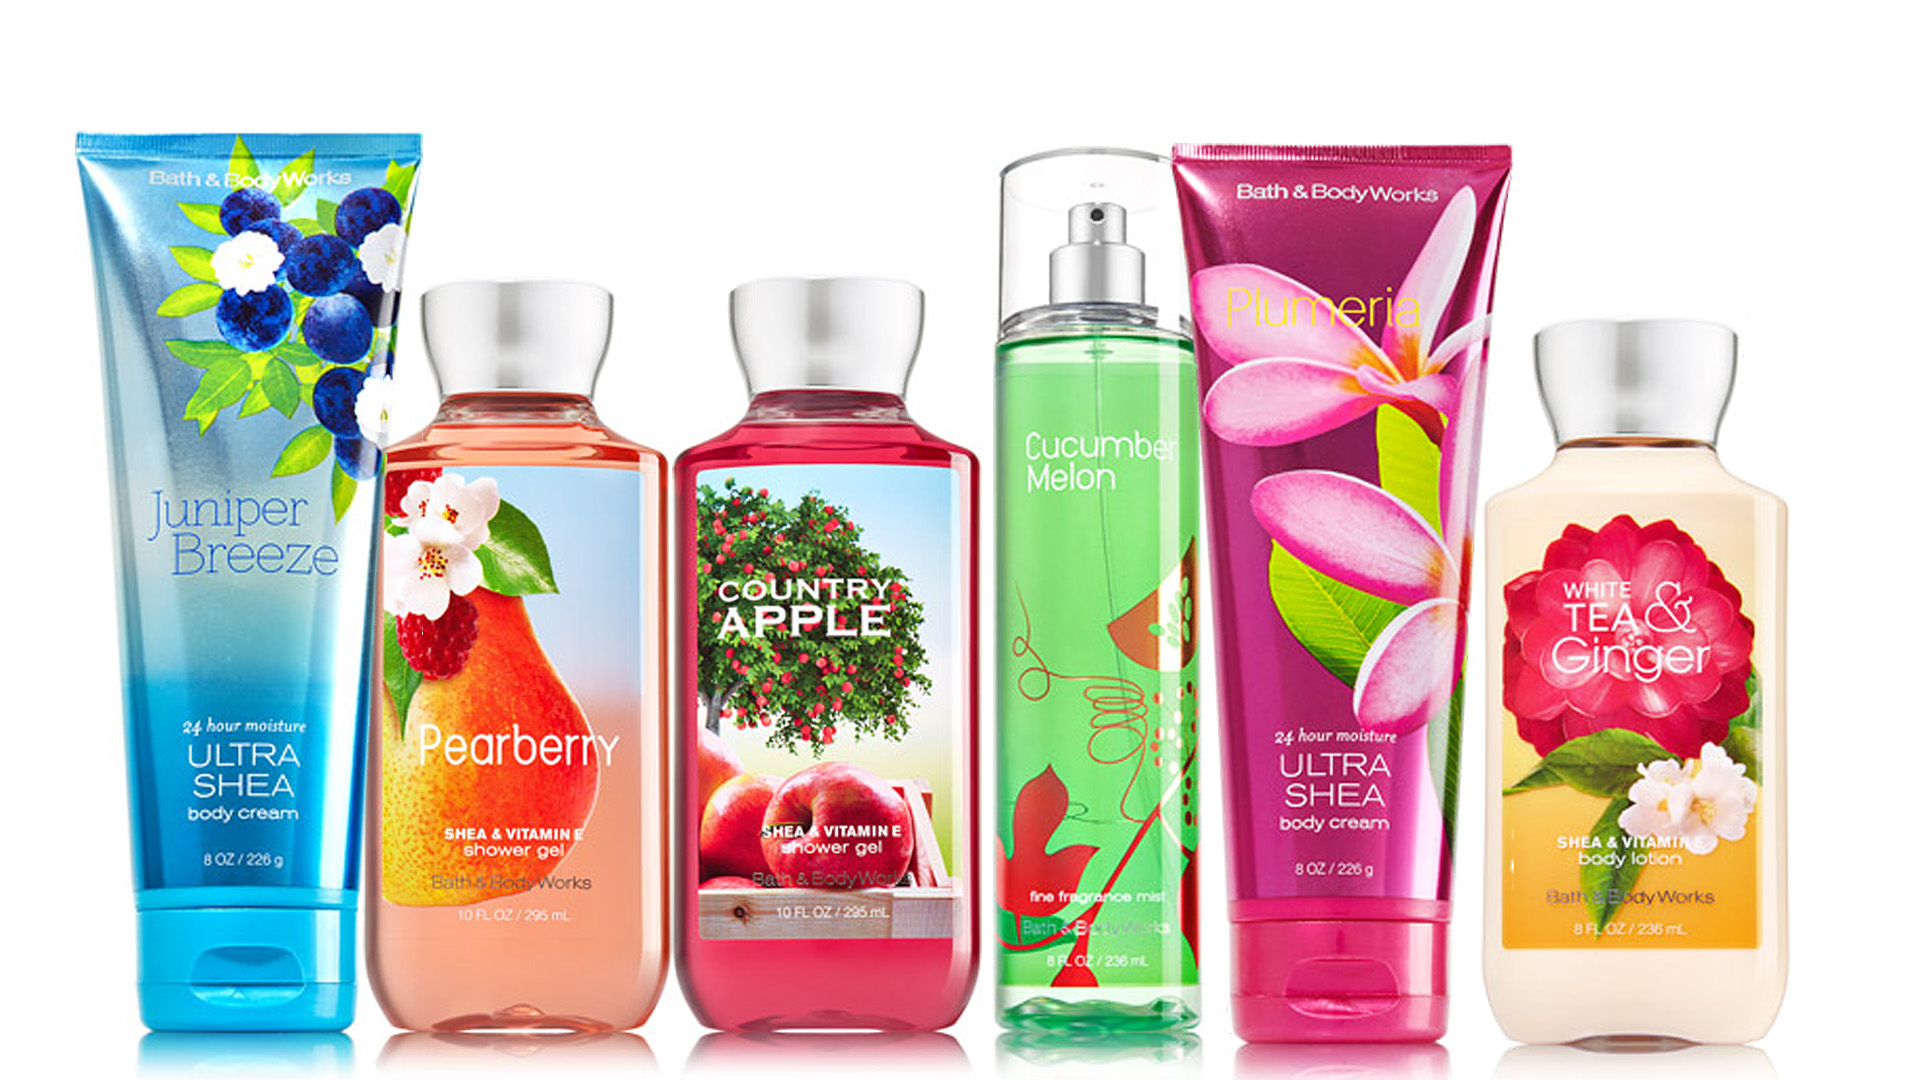 Bath & Body Works
Juniper
Breeze
24 hour moisture
ULTRA
SHEA
body cream
8 OZ / 226 g
Pearberry
SHEA & VITAMIN E
shower gel
Bath & Body Works
10 FL OZ / 295 mL
COUNTRY
APPLE
SHEA & VITAMIN E
shower gel
Bath & Body Works
10 FL OZ / 295 mL
Cucumber
Melon
fine fragrance mist
Bath & Body Works
8 FL OZ / 236 mL
Bath & Body Works
Plumeria
24 hour moisture
ULTRA
SHEA
body cream
8 OZ / 226 g
WHITE
TEA &
Ginger
SHEA & VITAMIN E
body lotion
Bath & Body Works
8 FL OZ / 236 mL